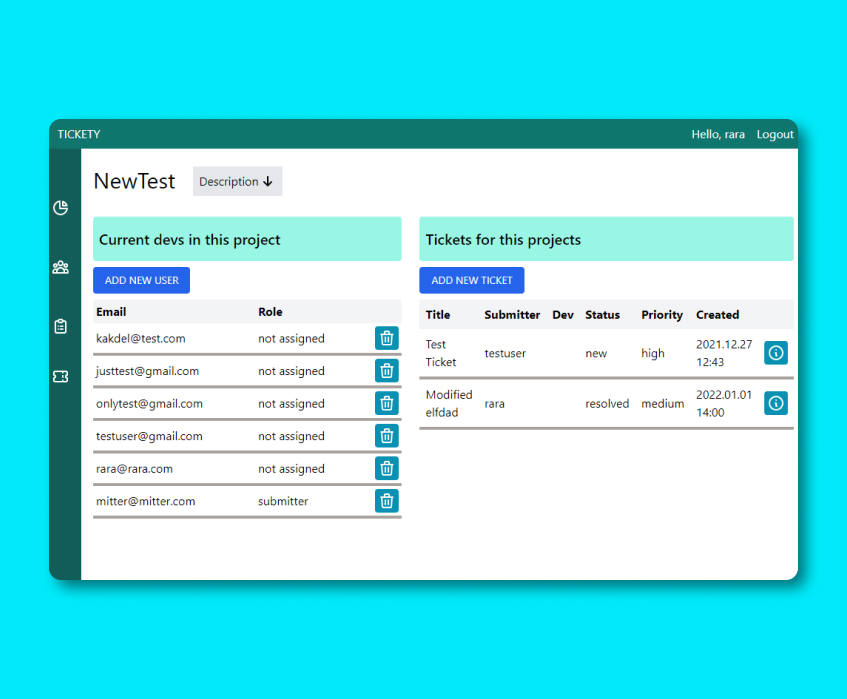 TICKETY
Hello, rara Logout
NewTest
Description
Current devs in this project
ADD NEW USER
Email Role
kakdel@test.com not assigned
justtest@gmail.com not assigned
onlytest@gmail.com not assigned
testuser@gmail.com not assigned
rara@rara.com not assigned
mitter@mitter.com submitter
Tickets for this projects
ADD NEW TICKET
Title Submitter Dev Status Priority Created
Test Ticket testuser new high 2021.12.27 12:43
Modified elfdad rara resolved medium 2022.01.01 14:00